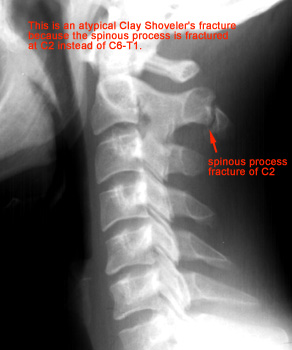 This is an atypical Clay Shoveler's fracture
because the spinous process is fractured
at C2 instead of C6-T1.
spinous process
fracture of C2